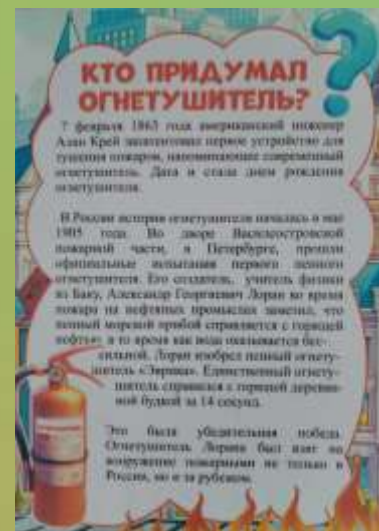 КТО ПРИДУМАЛ
ОГНЕТУШИТЕЛЬ?
7 февраля 1863 года американский инженер
Алан Крей запатентовал первое устройство для
тушения пожаров, напоминающее современный
огнетушитель. Дата и стала днем рождения
огнетушителя.
В России история огнетушителя началась в мае
1905 года. Во дворе Василеостровской
пожарной части, в Петербурге, прошли
официальные испытания первого пенного
огнетушителя. Его создатель, учитель физики
из Баку, Александр Георгиевич Лоран во время
пожара на нефтяных промыслах заметил, что
пенный морской прибой справляется с горящей
нефтью, в то время как вода оказывается бес-
сильной. Лоран изобрел пенный огнету-
шитель «Эврика». Единственный огнету-
шитель справился с горящей деревян-
ной будкой за 14 секунд.
Это была убедительная победа.
Огнетушитель Лорана был взят на
вооружение пожарными не только в
России, но и за рубежом.